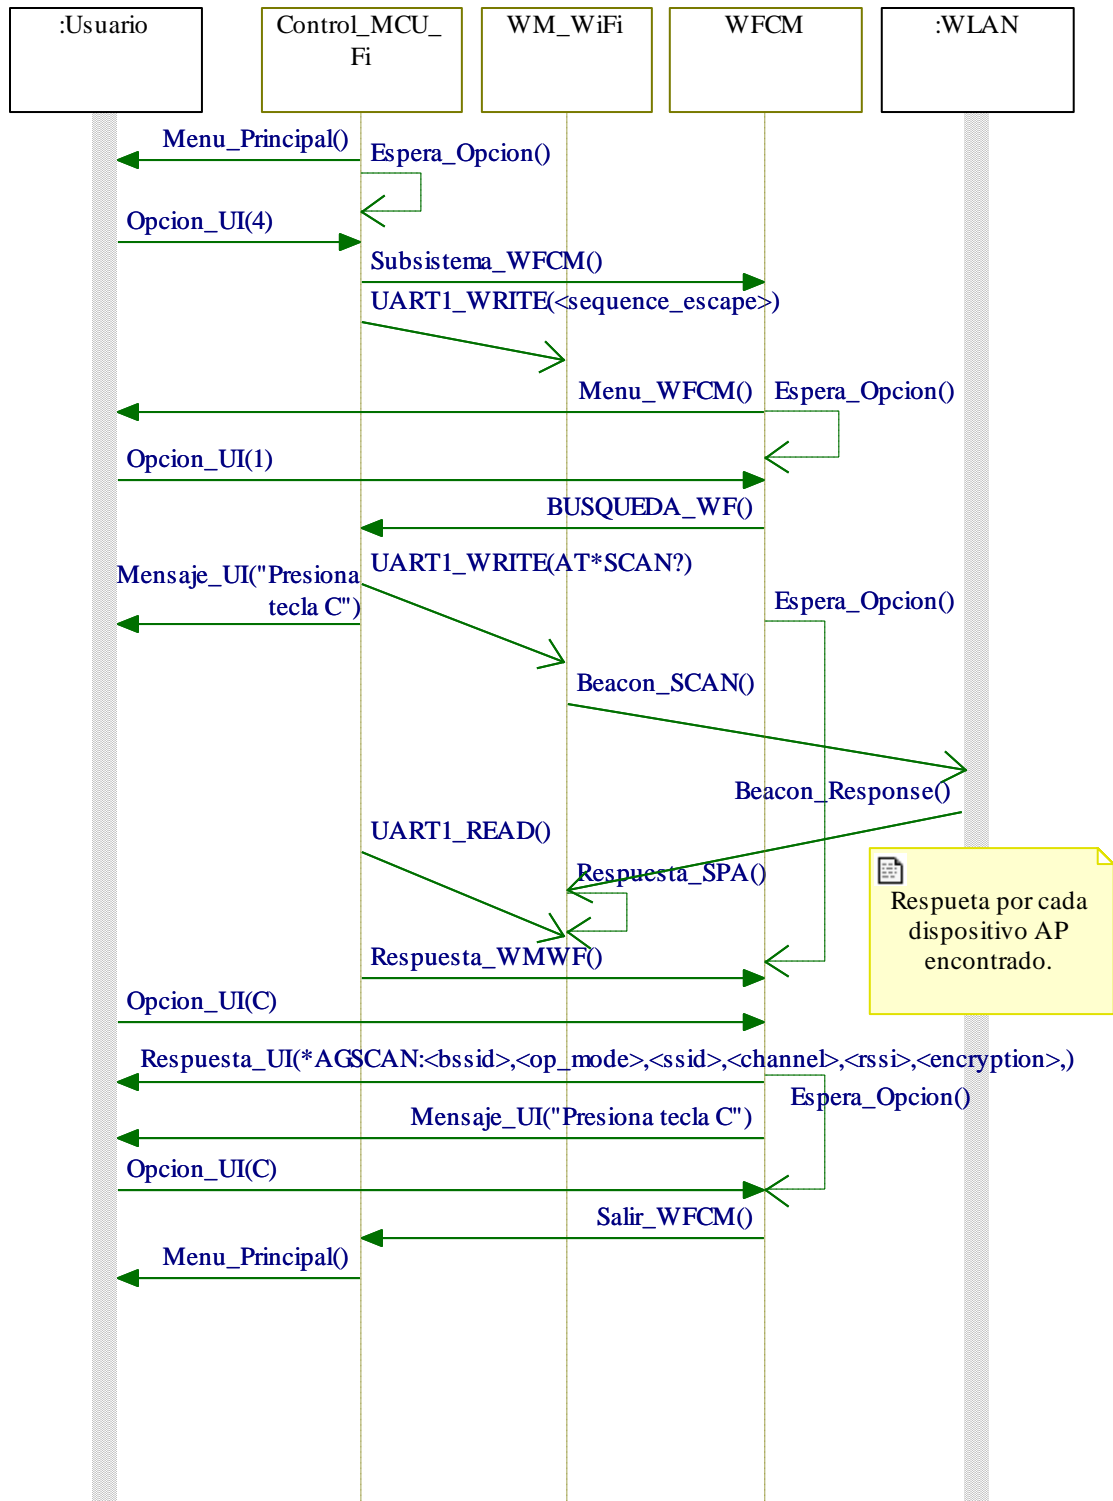 :Usuario
Control_MCU_
Fi
WM_WiFi
WFCM
:WLAN
Menu_Principal()
Espera_Opcion()
Opcion_UI(4)
Subsistema_WFCM()
UART1_WRITE(<sequence_escape>)
Menu_WFCM()
Espera_Opcion()
Opcion_UI(1)
BUSQUEDA_WF()
UART1_WRITE(AT*SCAN?)
Mensaje_UI("Presiona
tecla C")
Espera_Opcion()
Beacon_SCAN()
Beacon_Response()
UART1_READ()
Respuesta_SPA()
Respueta por cada
dispositivo AP
encontrado.
Respuesta_WMWF()
Opcion_UI(C)
Respuesta_UI(*AGSCAN:<bssid>,<op_mode>,<ssid>,<channel>,<rssi>,<encryption>,)
Espera_Opcion()
Mensaje_UI("Presiona tecla C")
Opcion_UI(C)
Salir_WFCM()
Menu_Principal()